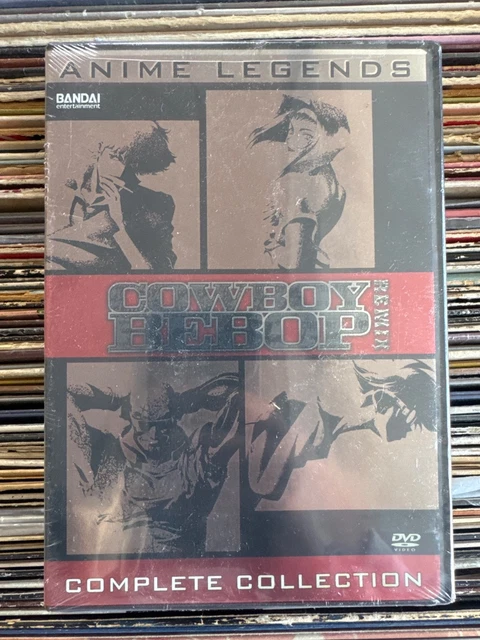 ANIME LEGENDS
BANDAI
entertainment
COWBOY
BEBOP
REMIX
DVD
VIDEO
COMPLETE COLLECTION